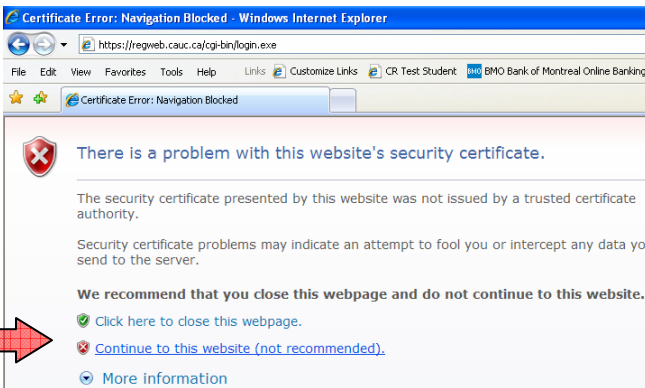 Certificate Error: Navigation Blocked - Windows Internet Explorer
https://regweb.cauc.ca/cgi-bin/login.exe
File Edit View Favorites Tools Help Links Customize Links CR Test Student BMO BMO Bank of Montreal Online Banking
Certificate Error: Navigation Blocked
There is a problem with this website's security certificate.
The security certificate presented by this website was not issued by a trusted certificate
authority.
Security certificate problems may indicate an attempt to fool you or intercept any data yo
send to the server.
We recommend that you close this webpage and do not continue to this website.
Click here to close this webpage.
Continue to this website (not recommended).
More information